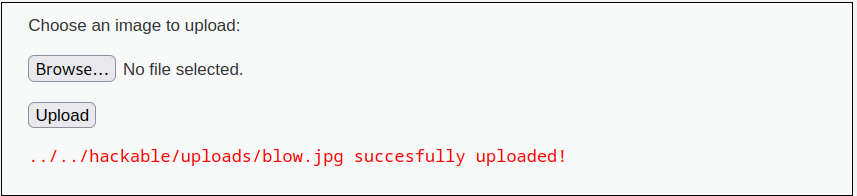 Choose an image to upload:
Browse... No file selected.
Upload
../../hackable/uploads/blow.jpg succesfully uploaded!